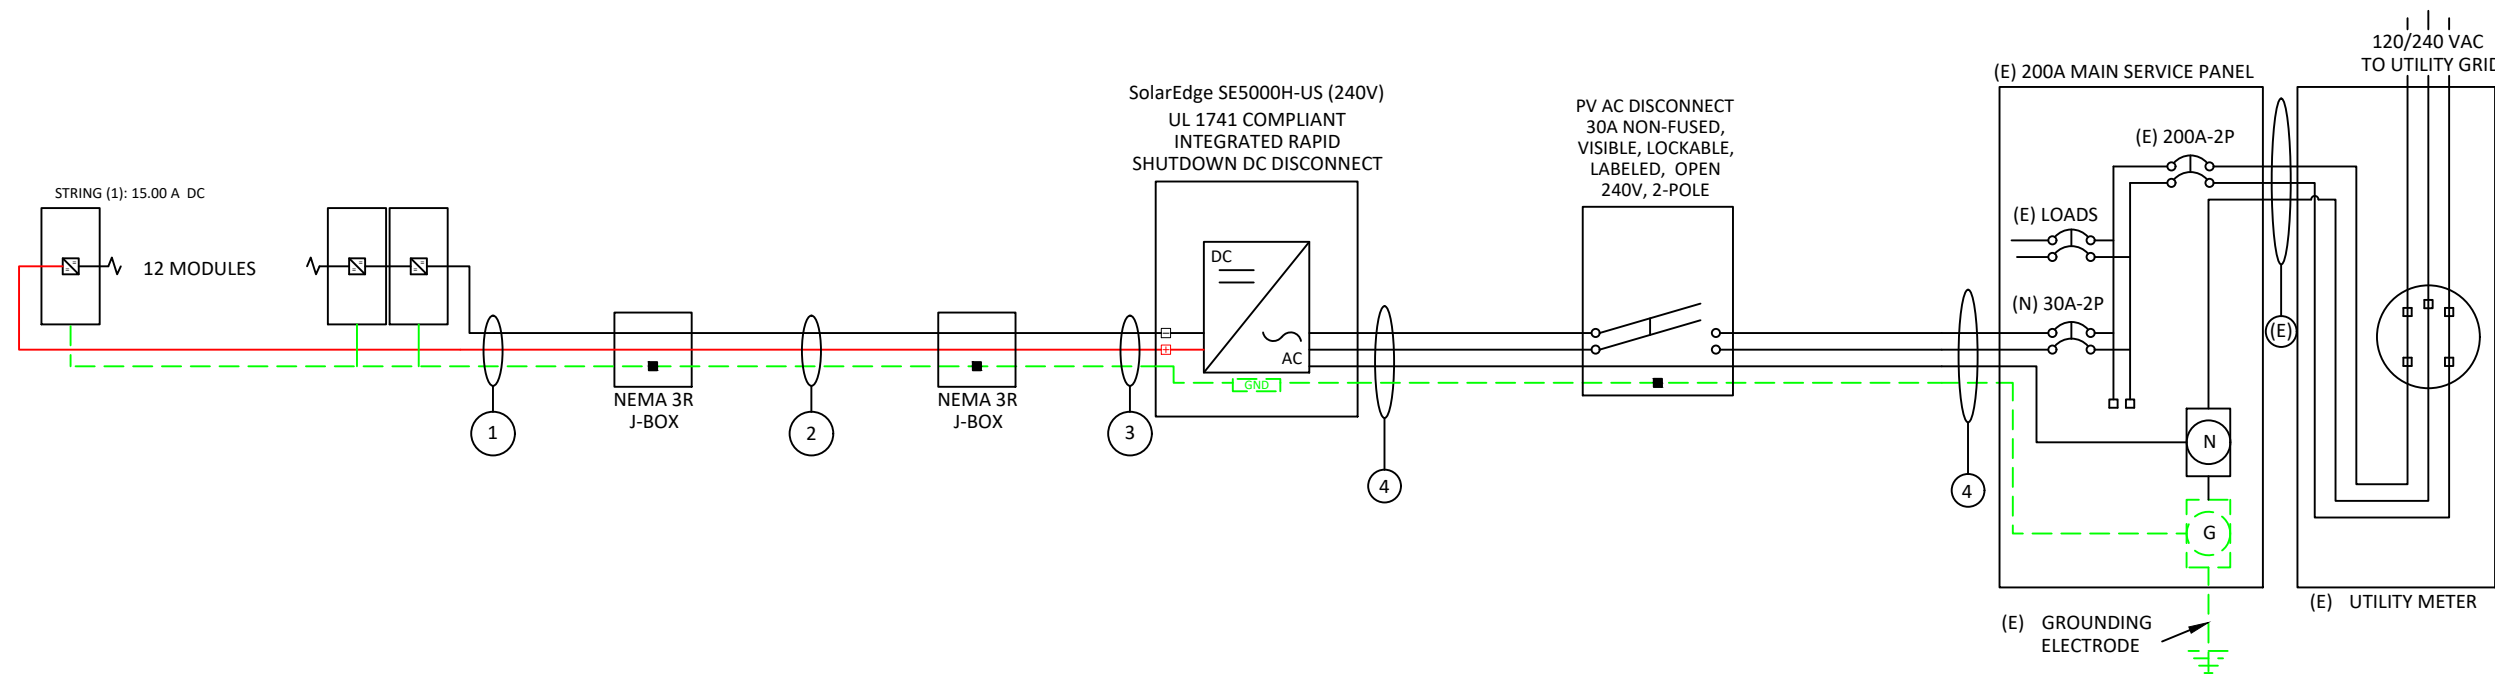 120/240 VAC
TO UTILITY GRID
(E) 200A MAIN SERVICE PANEL
SolarEdge SE5000H-US (240V)
UL 1741 COMPLIANT
INTEGRATED RAPID
SHUTDOWN DC DISCONNECT
PV AC DISCONNECT
30A NON-FUSED,
VISIBLE, LOCKABLE,
LABELED, OPEN
240V, 2-POLE
(E) 200A-2P
STRING (1): 15.00 A DC
(E) LOADS
12 MODULES
DC
(N) 30A-2P
(E)
AC
GND
NEMA 3R
J-BOX
NEMA 3R
J-BOX
1
2
3
N
4
4
G
(E) UTILITY METER
(E) GROUNDING
ELECTRODE